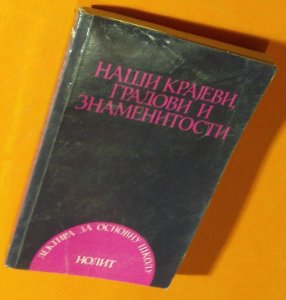 НАШИ КРАЈЕВИ,
ГРАДОВИ И
ЗНАМЕНИТОСТИ
ЛЕКТИРА ЗА ОСНОВНУ ШКОЛУ
НОЛИТ